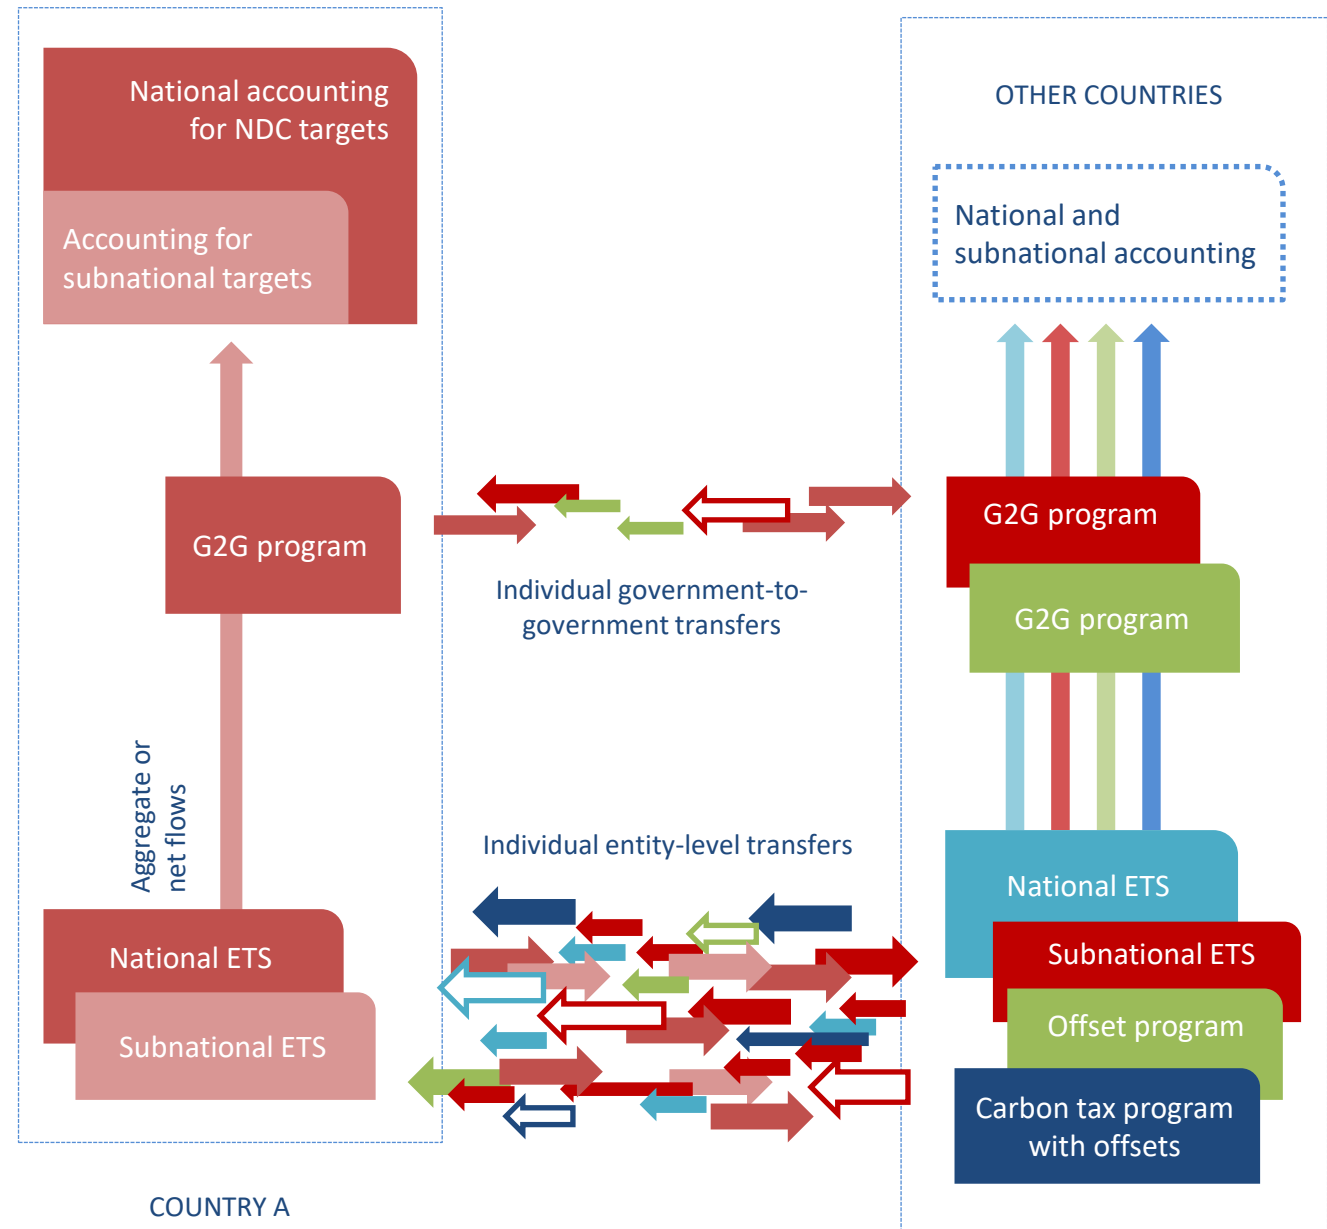 National accounting
for NDC targets
Accounting for
subnational targets
G2G program
Aggregate or
net flows
National ETS
Subnational ETS
COUNTRY A
Individual government-to-
government transfers
Individual entity-level transfers
OTHER COUNTRIES
National and
subnational accounting
G2G program
G2G program
National ETS
Subnational ETS
Offset program
Carbon tax program
with offsets